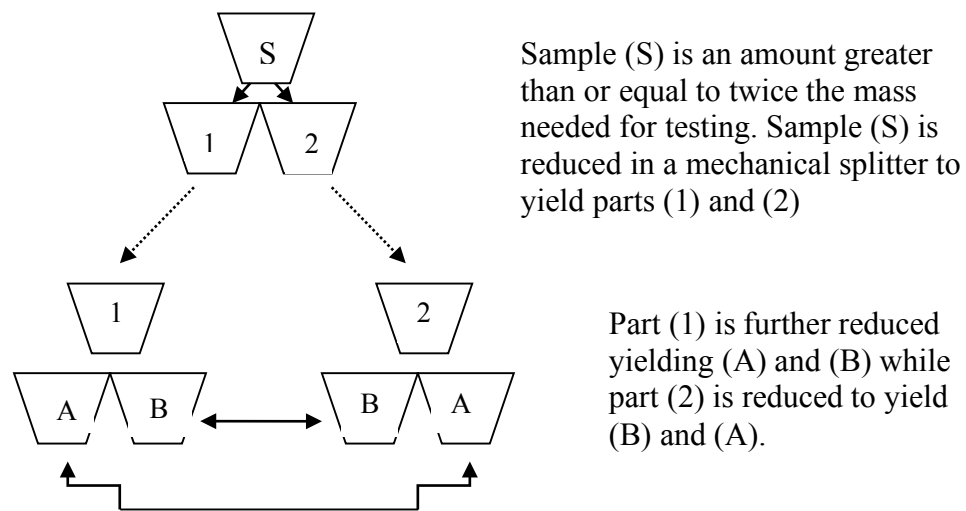 S
Sample (S) is an amount greater
than or equal to twice the mass
needed for testing. Sample (S) is
reduced in a mechanical splitter to
yield parts (1) and (2)
1 2
1 2
Part (1) is further reduced
yielding (A) and (B) while
part (2) is reduced to yield
(B) and (A).
A B B A